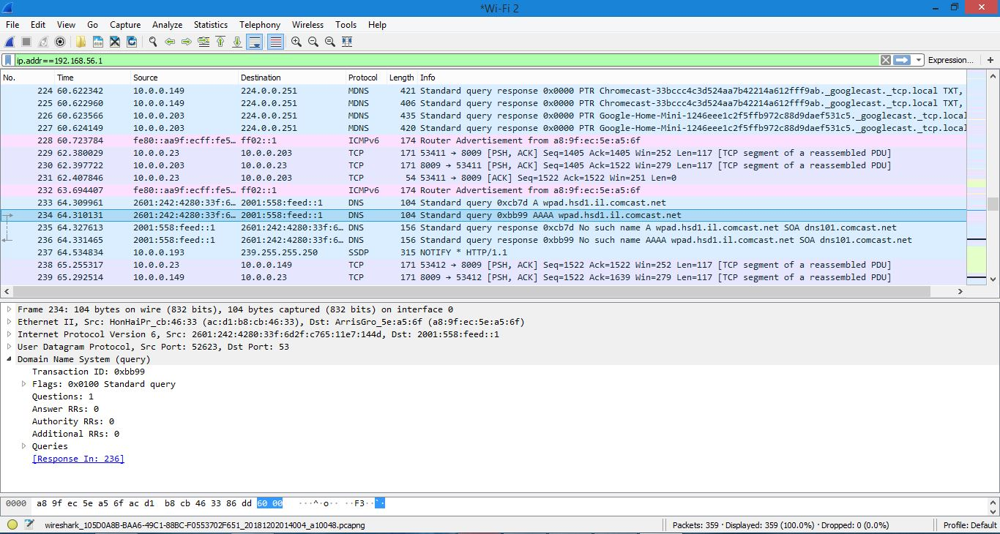 *Wi-Fi 2
File Edit View Go Capture Analyze Statistics Telephony Wireless Tools Help
ip.addr==192.168.56.1 Expression... +
No. Time Source Destination Protocol Length Info
224 60.622342 10.0.0.149 224.0.0.251 MDNS 421 Standard query response 0x0000 PTR Chromecast-33bccc4c3d524aa7b42214a612fff9ab._googlecast._tcp.local TXT,
225 60.622960 10.0.0.149 224.0.0.251 MDNS 406 Standard query response 0x0000 PTR Chromecast-33bccc4c3d524aa7b42214a612fff9ab._googlecast._tcp.local TXT,
226 60.623566 10.0.0.203 224.0.0.251 MDNS 435 Standard query response 0x0000 PTR Google-Home-Mini-1246eee1c2f5ffb972c88d9daef531c5._googlecast._tcp.local
227 60.624149 10.0.0.203 224.0.0.251 MDNS 420 Standard query response 0x0000 PTR Google-Home-Mini-1246eee1c2f5ffb972c88d9daef531c5._googlecast._tcp.local
228 60.723784 fe80::aa9f:ecff:fe5... ff02::1 ICMPv6 174 Router Advertisement from a8:9f:ec:5e:a5:6f
229 62.380029 10.0.0.23 10.0.0.203 TCP 171 53411 → 8009 [PSH, ACK] Seq=1405 Ack=1405 Win=252 Len=117 [TCP segment of a reassembled PDU]
230 62.397722 10.0.0.203 10.0.0.23 TCP 171 8009 → 53411 [PSH, ACK] Seq=1405 Ack=1522 Win=279 Len=117 [TCP segment of a reassembled PDU]
231 62.407846 10.0.0.23 10.0.0.203 TCP 54 53411 → 8009 [ACK] Seq=1522 Ack=1522 Win=251 Len=0
232 63.694407 fe80::aa9f:ecff:fe5... ff02::1 ICMPv6 174 Router Advertisement from a8:9f:ec:5e:a5:6f
233 64.309961 2601:242:4280:33f:6... 2001:558:feed::1 DNS 104 Standard query 0xcb7d A wpad.hsd1.il.comcast.net
234 64.310131 2601:242:4280:33f:6... 2001:558:feed::1 DNS 104 Standard query 0xbb99 AAAA wpad.hsd1.il.comcast.net
235 64.327613 2001:558:feed::1 2601:242:4280:33f:6... DNS 156 Standard query response 0xcb7d No such name A wpad.hsd1.il.comcast.net SOA dns101.comcast.net
236 64.331465 2001:558:feed::1 2601:242:4280:33f:6... DNS 156 Standard query response 0xbb99 No such name AAAA wpad.hsd1.il.comcast.net SOA dns101.comcast.net
237 64.534834 10.0.0.193 239.255.255.250 SSDP 315 NOTIFY * HTTP/1.1
238 65.255317 10.0.0.23 10.0.0.149 TCP 171 53412 → 8009 [PSH, ACK] Seq=1522 Ack=1522 Win=252 Len=117 [TCP segment of a reassembled PDU]
239 65.292514 10.0.0.149 10.0.0.23 TCP 171 8009 → 53412 [PSH, ACK] Seq=1522 Ack=1639 Win=279 Len=117 [TCP segment of a reassembled PDU]
Frame 234: 104 bytes on wire (832 bits), 104 bytes captured (832 bits) on interface 0
Ethernet II, Src: HonHaiPr_cb:46:33 (ac:d1:b8:cb:46:33), Dst: ArrisGro_5e:a5:6f (a8:9f:ec:5e:a5:6f)
Internet Protocol Version 6, Src: 2601:242:4280:33f:6d2f:c765:11e7:144d, Dst: 2001:558:feed::1
User Datagram Protocol, Src Port: 52623, Dst Port: 53
Domain Name System (query)
Transaction ID: 0xbb99
Flags: 0x0100 Standard query
Questions: 1
Answer RRs: 0
Authority RRs: 0
Additional RRs: 0
Queries
[Response In: 236]
0000 a8 9f ec 5e a5 6f ac d1 b8 cb 46 33 86 dd 60 00 ···^·o·· ··F3··`·
wireshark_105D0A8B-BAA6-49C1-88BC-F0553702F651_20181202014004_a10048.pcapng Packets: 359 · Displayed: 359 (100.0%) · Dropped: 0 (0.0%) Profile: Default